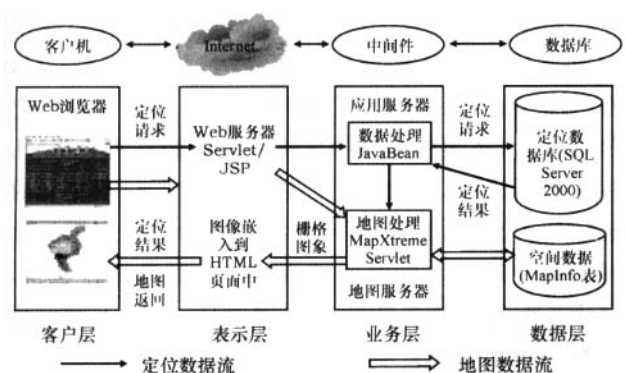 客户机
Internet
中间件
数据库
Web浏览器
定位
请求
定位
结果
地图
返回
Web服务器
Servlet/
JSP
图像嵌
入到
HTML
页面中
栅格
图象
应用服务器
数据处理
JavaBean
地图处理
MapXtreme
Servlet
地图服务器
定位
请求
定位
结果
定位数
据库(SQL
Server
2000)
空间数据
(MapInfo表)
客户层
表示层
业务层
数据层
定位数据流
地图数据流